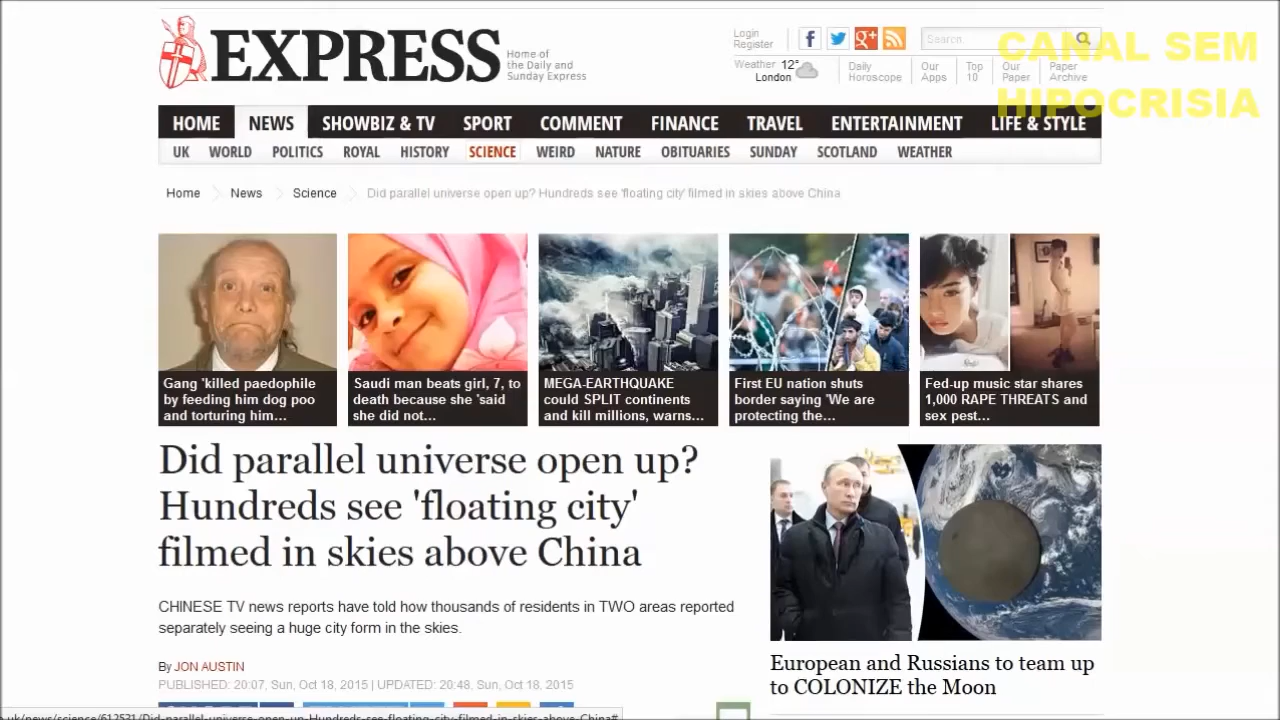 EXPRESS
Home of
the Daily and
Sunday Express
Login
Register
f
g+
Search
CANAL SEM
HIPOCRISIA
Weather 12°
London
Daily
Horoscope
Our
Apps
Top
10
Our
Paper
Paper
Archive
HOME NEWS SHOWBIZ & TV SPORT COMMENT FINANCE TRAVEL ENTERTAINMENT LIFE & STYLE
UK WORLD POLITICS ROYAL HISTORY SCIENCE WEIRD NATURE OBITUARIES SUNDAY SCOTLAND WEATHER
Home News Science Did parallel universe open up? Hundreds see 'floating city' filmed in skies above China
Gang 'killed paedophile
by feeding him dog poo
and torturing him...
Saudi man beats girl, 7, to
death because she 'said
she did not...
MEGA-EARTHQUAKE
could SPLIT continents
and kill millions, warns...
First EU nation shuts
border saying 'We are
protecting the...
Fed-up music star shares
1,000 RAPE THREATS and
sex pest...
Did parallel universe open up?
Hundreds see 'floating city'
filmed in skies above China
CHINESE TV news reports have told how thousands of residents in TWO areas reported
separately seeing a huge city form in the skies.
By JON AUSTIN
PUBLISHED: 20:07, Sun, Oct 18, 2015 | UPDATED: 20:48, Sun, Oct 18, 2015
European and Russians to team up
to COLONIZE the Moon